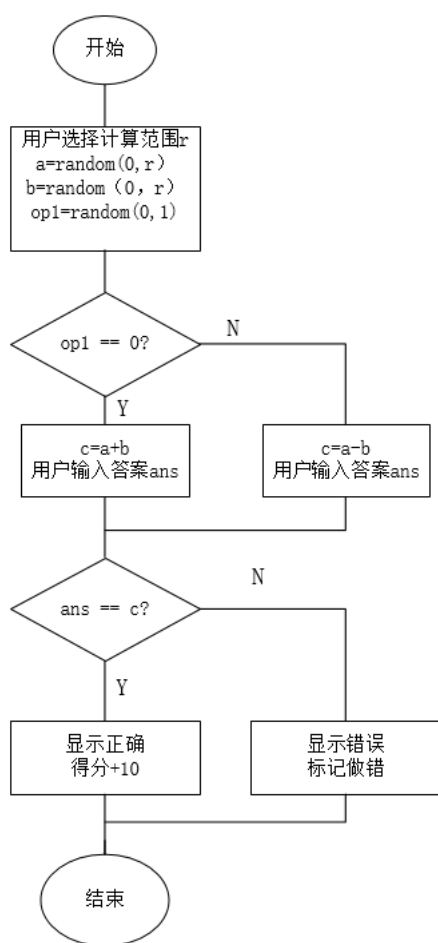 开始
用户选择计算范围r
a=random(0,r)
b=random（0，r）
op1=random(0,1)
op1 == 0?
N
Y
c=a+b
用户输入答案ans
c=a-b
用户输入答案ans
N
ans == c?
Y
显示正确
得分+10
显示错误
标记做错
结束